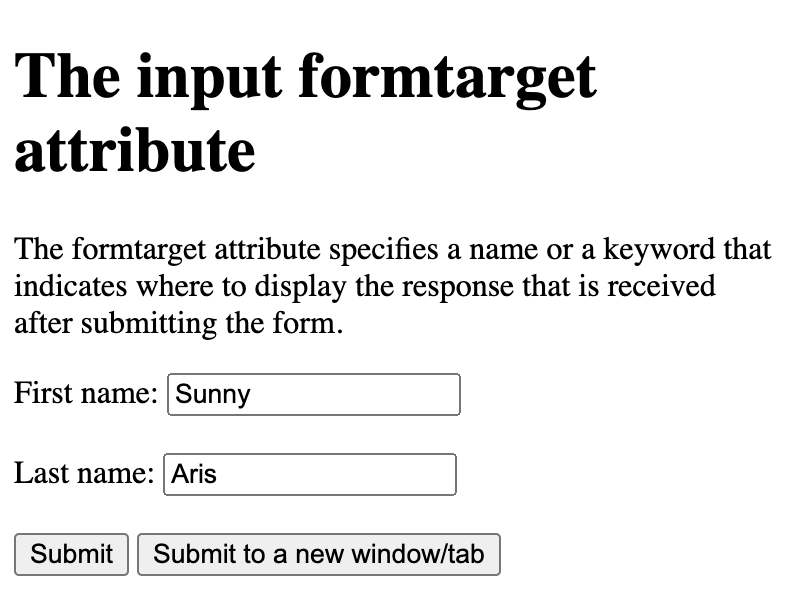 The input formtarget
attribute
The formtarget attribute specifies a name or a keyword that
indicates where to display the response that is received
after submitting the form.
First name: Sunny
Last name: Aris
Submit Submit to a new window/tab